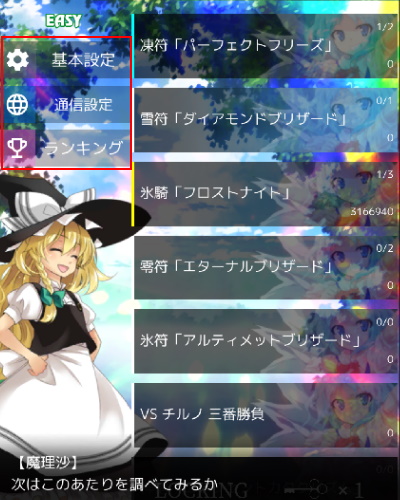 EASY
基本設定
通信設定
ランキング
凍符「パーフェクトフリーズ」
1/2
0
雪符「ダイアモンドブリザード」
0/1
0
氷騎「フロストナイト」
1/3
3166940
零符「エターナルブリザード」
0/2
0
氷符「アルティメットブリザード」
0/0
0
VS チルノ 三番勝負
0/0
0
【魔理沙】
次はこのあたりを調べてみるか
× 1